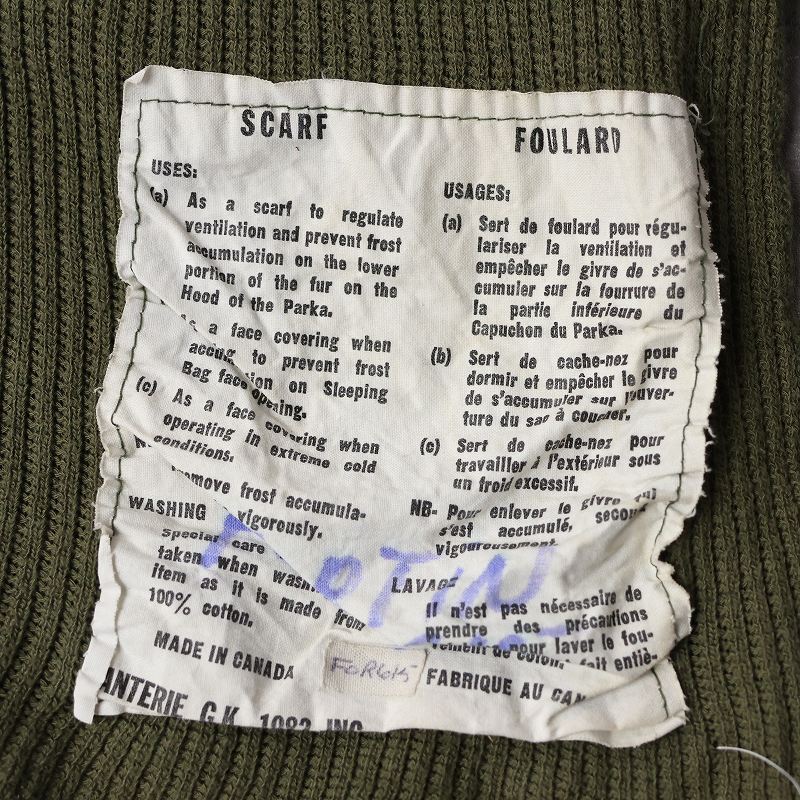 SCARF
USES:
(a) As a scarf to regulate
ventilation and prevent frost
accumulation on the lower
portion of the fur on the
Hood of the Parka.
a face covering when
to prevent frost
Bag on Sleeping
(c) As a face covering when
operating in extreme cold
conditions.
remove frost accumula-
vigorously.
WASHING
Special care
taken when
item as it is made from
100% cotton.
MADE IN CANADA
ANTERIE G.K. 1982 INC
FOULARD
USAGES:
(a) Sert de foulard pour régu-
lariser la ventilation et
empêcher le givre de s'ac-
cumuler sur la fourrure de
la partie inférieure du
Capuchon du Parka.
(b) Sert de cache-nez pour
dormir et empêcher le givre
de s'accumuler sur l'ouver-
ture du sac à coucher.
(c) Sert de cache-nez pour
travailler à l'extérieur sous
un froid excessif.
NB- Pour enlever le givre qui
s'est accumulé,
vigoureusement.
LAVAGE
Il n'est pas nécessaire de
prendre des précautions
pour laver le fou-
fait entiè-
FABRIQUE AU CAN